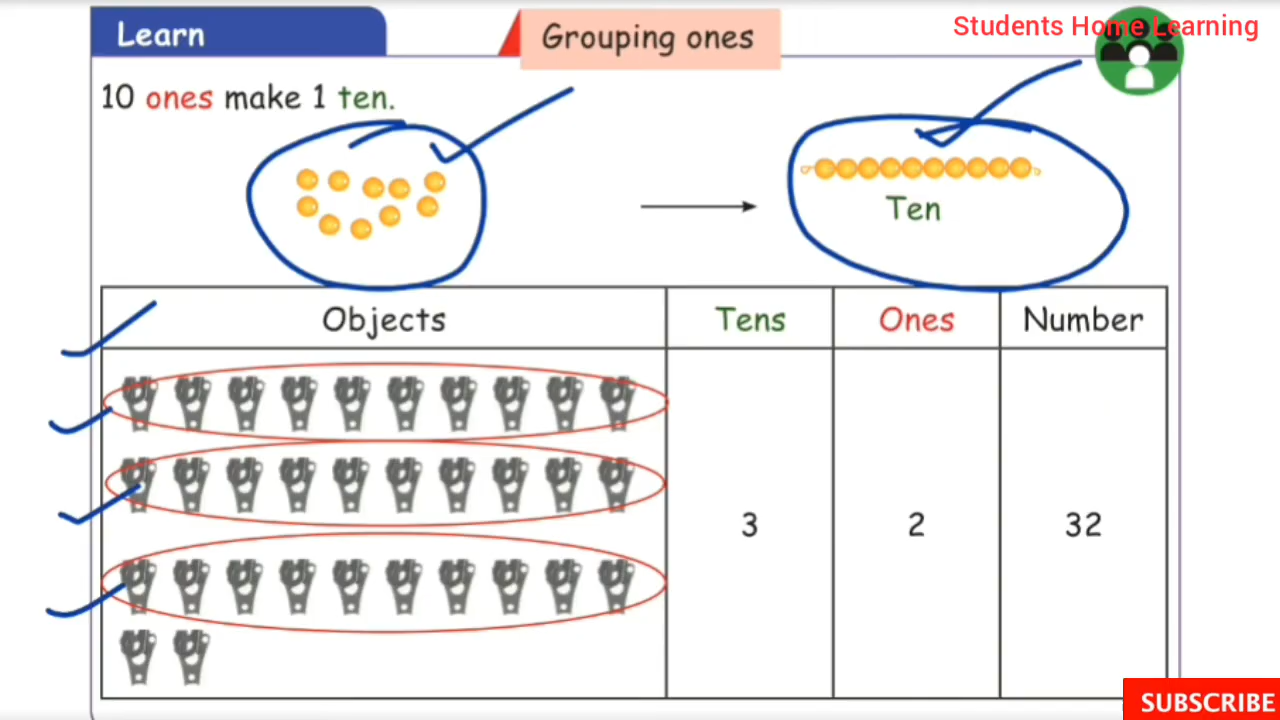 Learn
Grouping ones
Students Home Learning
10 ones make 1 ten.
Ten
Objects Tens Ones Number
3 2 32
SUBSCRIBE